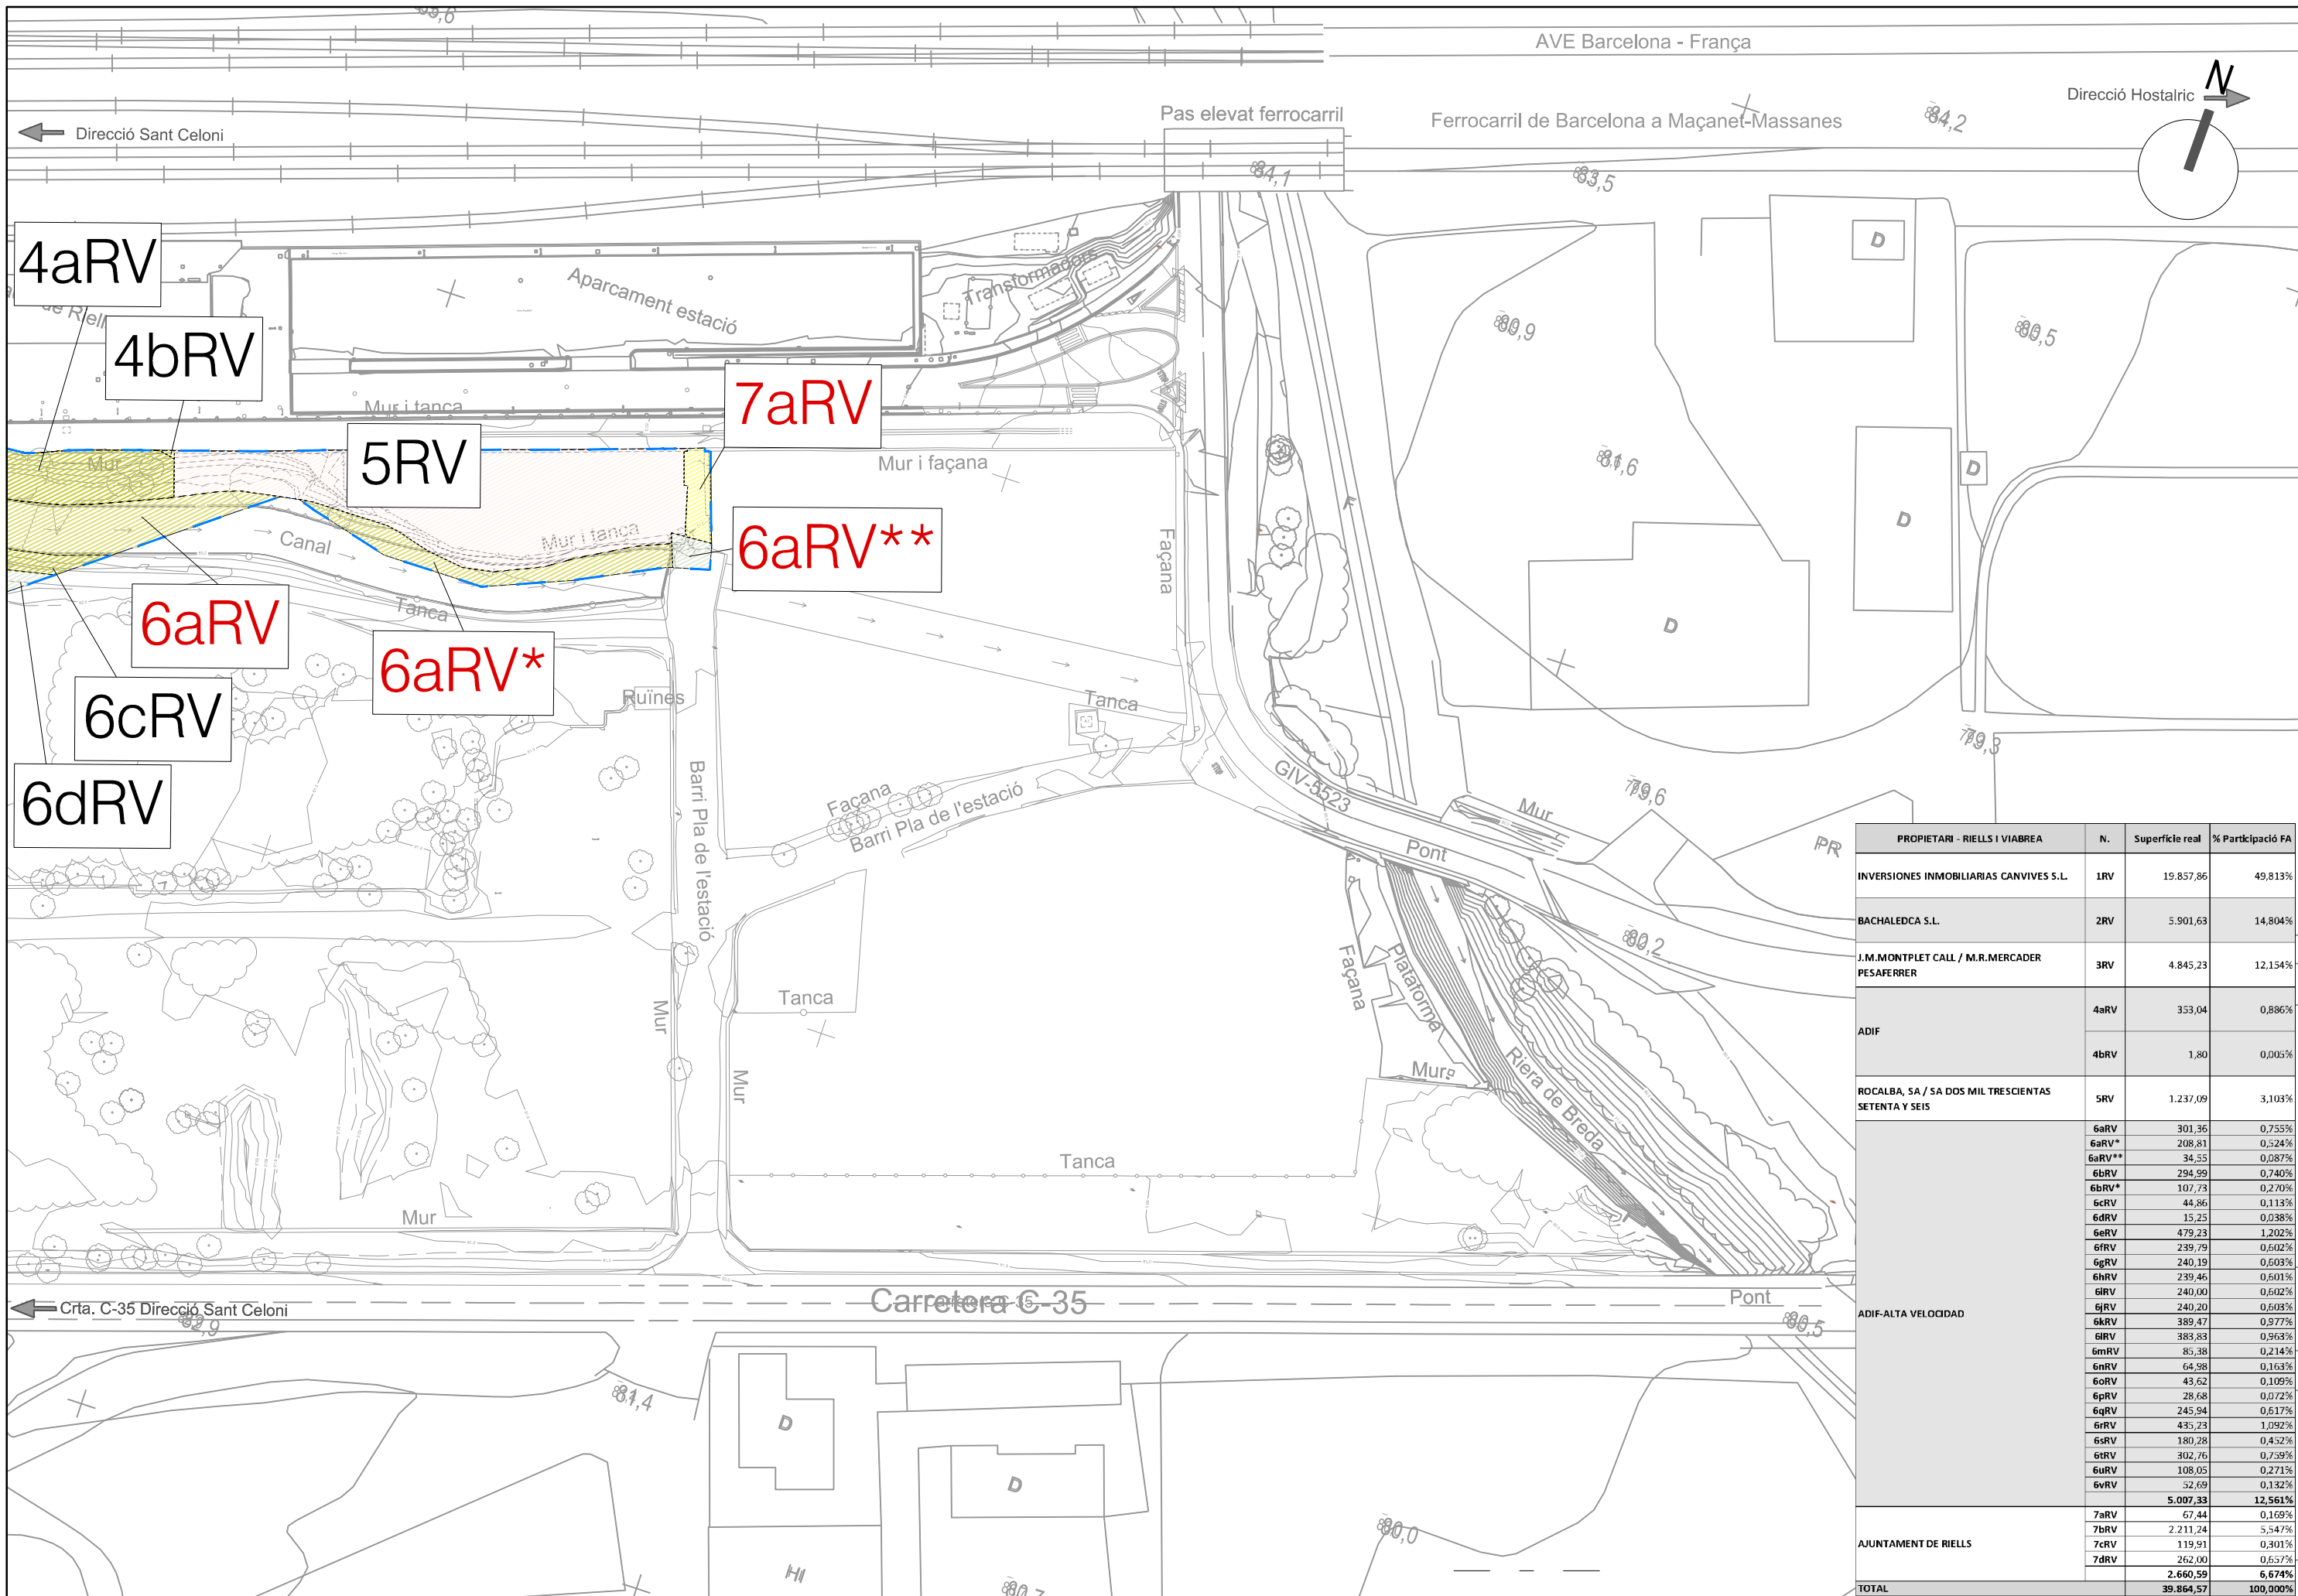 83,6
AVE Barcelona - França
N
Direcció Hostalric
Pas elevat ferrocarril
Ferrocarril de Barcelona a Maçanet-Massanes
84,2
Direcció Sant Celoni
84,1
83,5
4aRV
D
Aparcament estació
Transformadors
de Riells
4bRV
80,9
80,5
7aRV
Mur i tanca
5RV
Mur
Mur i façana
81,6
D
F
6aRV**
D
Canal
Mur i tanca
Façana
6aRV
Tanca
D
6aRV*
6cRV
Ruïnes
Tanca
79,3
6dRV
Barri Pla de l'estació
STOP
GIV-5523
79,6
Façana
Barri Pla de l'estació
Mur
Pont
PR
80,2
Façana
Plataforma
Tanca
Mur
Mur
Mur
Riera de Breda
Tanca
Mur
Crta. C-35 Direcció Sant Celoni
Carretera C-35
Carretera C-35
Pont
82,9
80,5
81,4
D
D
80,0
HI
80,7
PROPIETARI - RIELLS I VIABREA N. Superfície real % Participació FA
INVERSIONES INMOBILIARIAS CANVIVES S.L. 1RV 19.857,86 49,813%
BACHALEDCA S.L. 2RV 5.901,63 14,804%
J.M.MONTPLET CALL / M.R.MERCADER
PESAFERRER 3RV 4.845,23 12,154%
ADIF 4aRV 353,04 0,886%
4bRV 1,80 0,005%
ROCALBA, SA / SA DOS MIL TRESCIENTAS
SETENTA Y SEIS 5RV 1.237,09 3,103%
ADIF-ALTA VELOCIDAD
6aRV 301,36 0,755%
6aRV* 208,81 0,524%
6aRV** 34,55 0,087%
6bRV 294,99 0,740%
6bRV* 107,73 0,270%
6cRV 44,86 0,113%
6dRV 15,25 0,038%
6eRV 479,23 1,202%
6fRV 239,79 0,602%
6gRV 240,19 0,603%
6hRV 239,46 0,601%
6iRV 240,00 0,602%
6jRV 240,20 0,603%
6kRV 389,47 0,977%
6lRV 383,83 0,963%
6mRV 85,38 0,214%
6nRV 64,98 0,163%
6oRV 43,62 0,109%
6pRV 28,68 0,072%
6qRV 245,94 0,617%
6rRV 435,23 1,092%
6sRV 180,28 0,452%
6tRV 302,76 0,759%
6uRV 108,05 0,271%
6vRV 52,69 0,132%
5.007,33 12,561%
AJUNTAMENT DE RIELLS
7aRV 67,44 0,169%
7bRV 2.211,24 5,547%
7cRV 119,91 0,301%
7dRV 262,00 0,657%
2.660,59 6,674%
TOTAL 39.864,57 100,000%